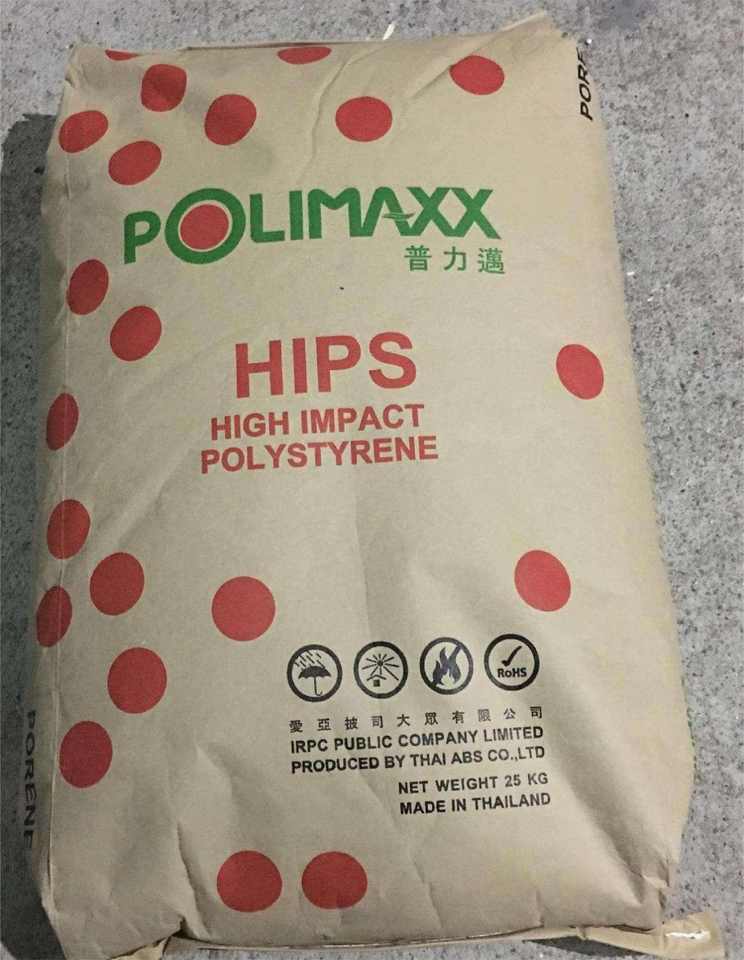 POLIMAXX
普力邁
HIPS
HIGH IMPACT
POLYSTYRENE
RoHS
愛亞披司大眾有限公司
IRPC PUBLIC COMPANY LIMITED
PRODUCED BY THAI ABS CO.,LTD
NET WEIGHT 25 KG
MADE IN THAILAND
PORENE